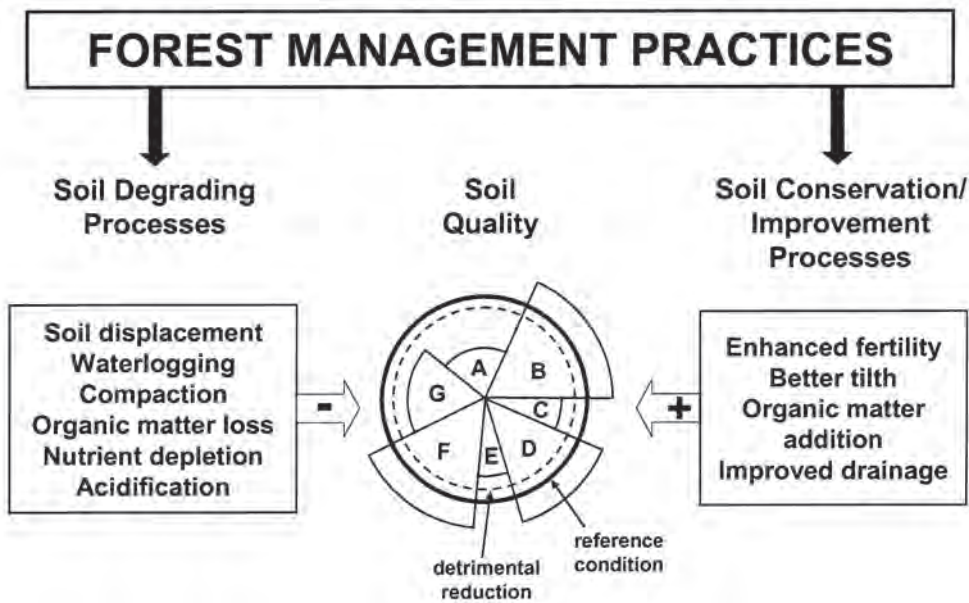 FOREST MANAGEMENT PRACTICES
Soil Degrading
Processes
Soil
Quality
Soil Conservation/
Improvement
Processes
Soil displacement
Waterlogging
Compaction
Organic matter loss
Nutrient depletion
Acidification
-
A
B
C
D
E
F
G
+
Enhanced fertility
Better tilth
Organic matter
addition
Improved drainage
detrimental
reduction
reference
condition